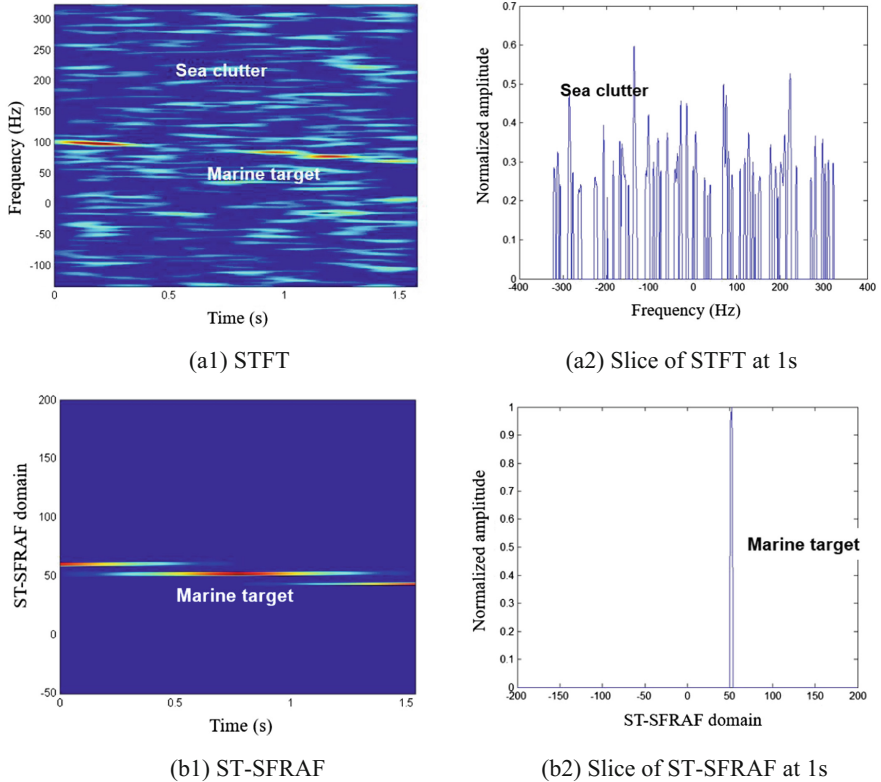 300
250
200
150
100
50
0
-50
-100
Frequency (Hz)
Sea clutter
Marine target
0 0.5 1 1.5
Time (s)
(a1) STFT
0.7
0.6
0.5
0.4
0.3
0.2
0.1
0
Normalized amplitude
Sea clutter
-400 -300 -200 -100 0 100 200 300 400
Frequency (Hz)
(a2) Slice of STFT at 1s
200
150
100
50
0
-50
ST-SFRAF domain
Marine target
0 0.5 1 1.5
Time (s)
(b1) ST-SFRAF
1
0.9
0.8
0.7
0.6
0.5
0.4
0.3
0.2
0.1
0
Normalized amplitude
Marine target
-200 -150 -100 -50 0 50 100 150 200
ST-SFRAF domain
(b2) Slice of ST-SFRAF at 1s